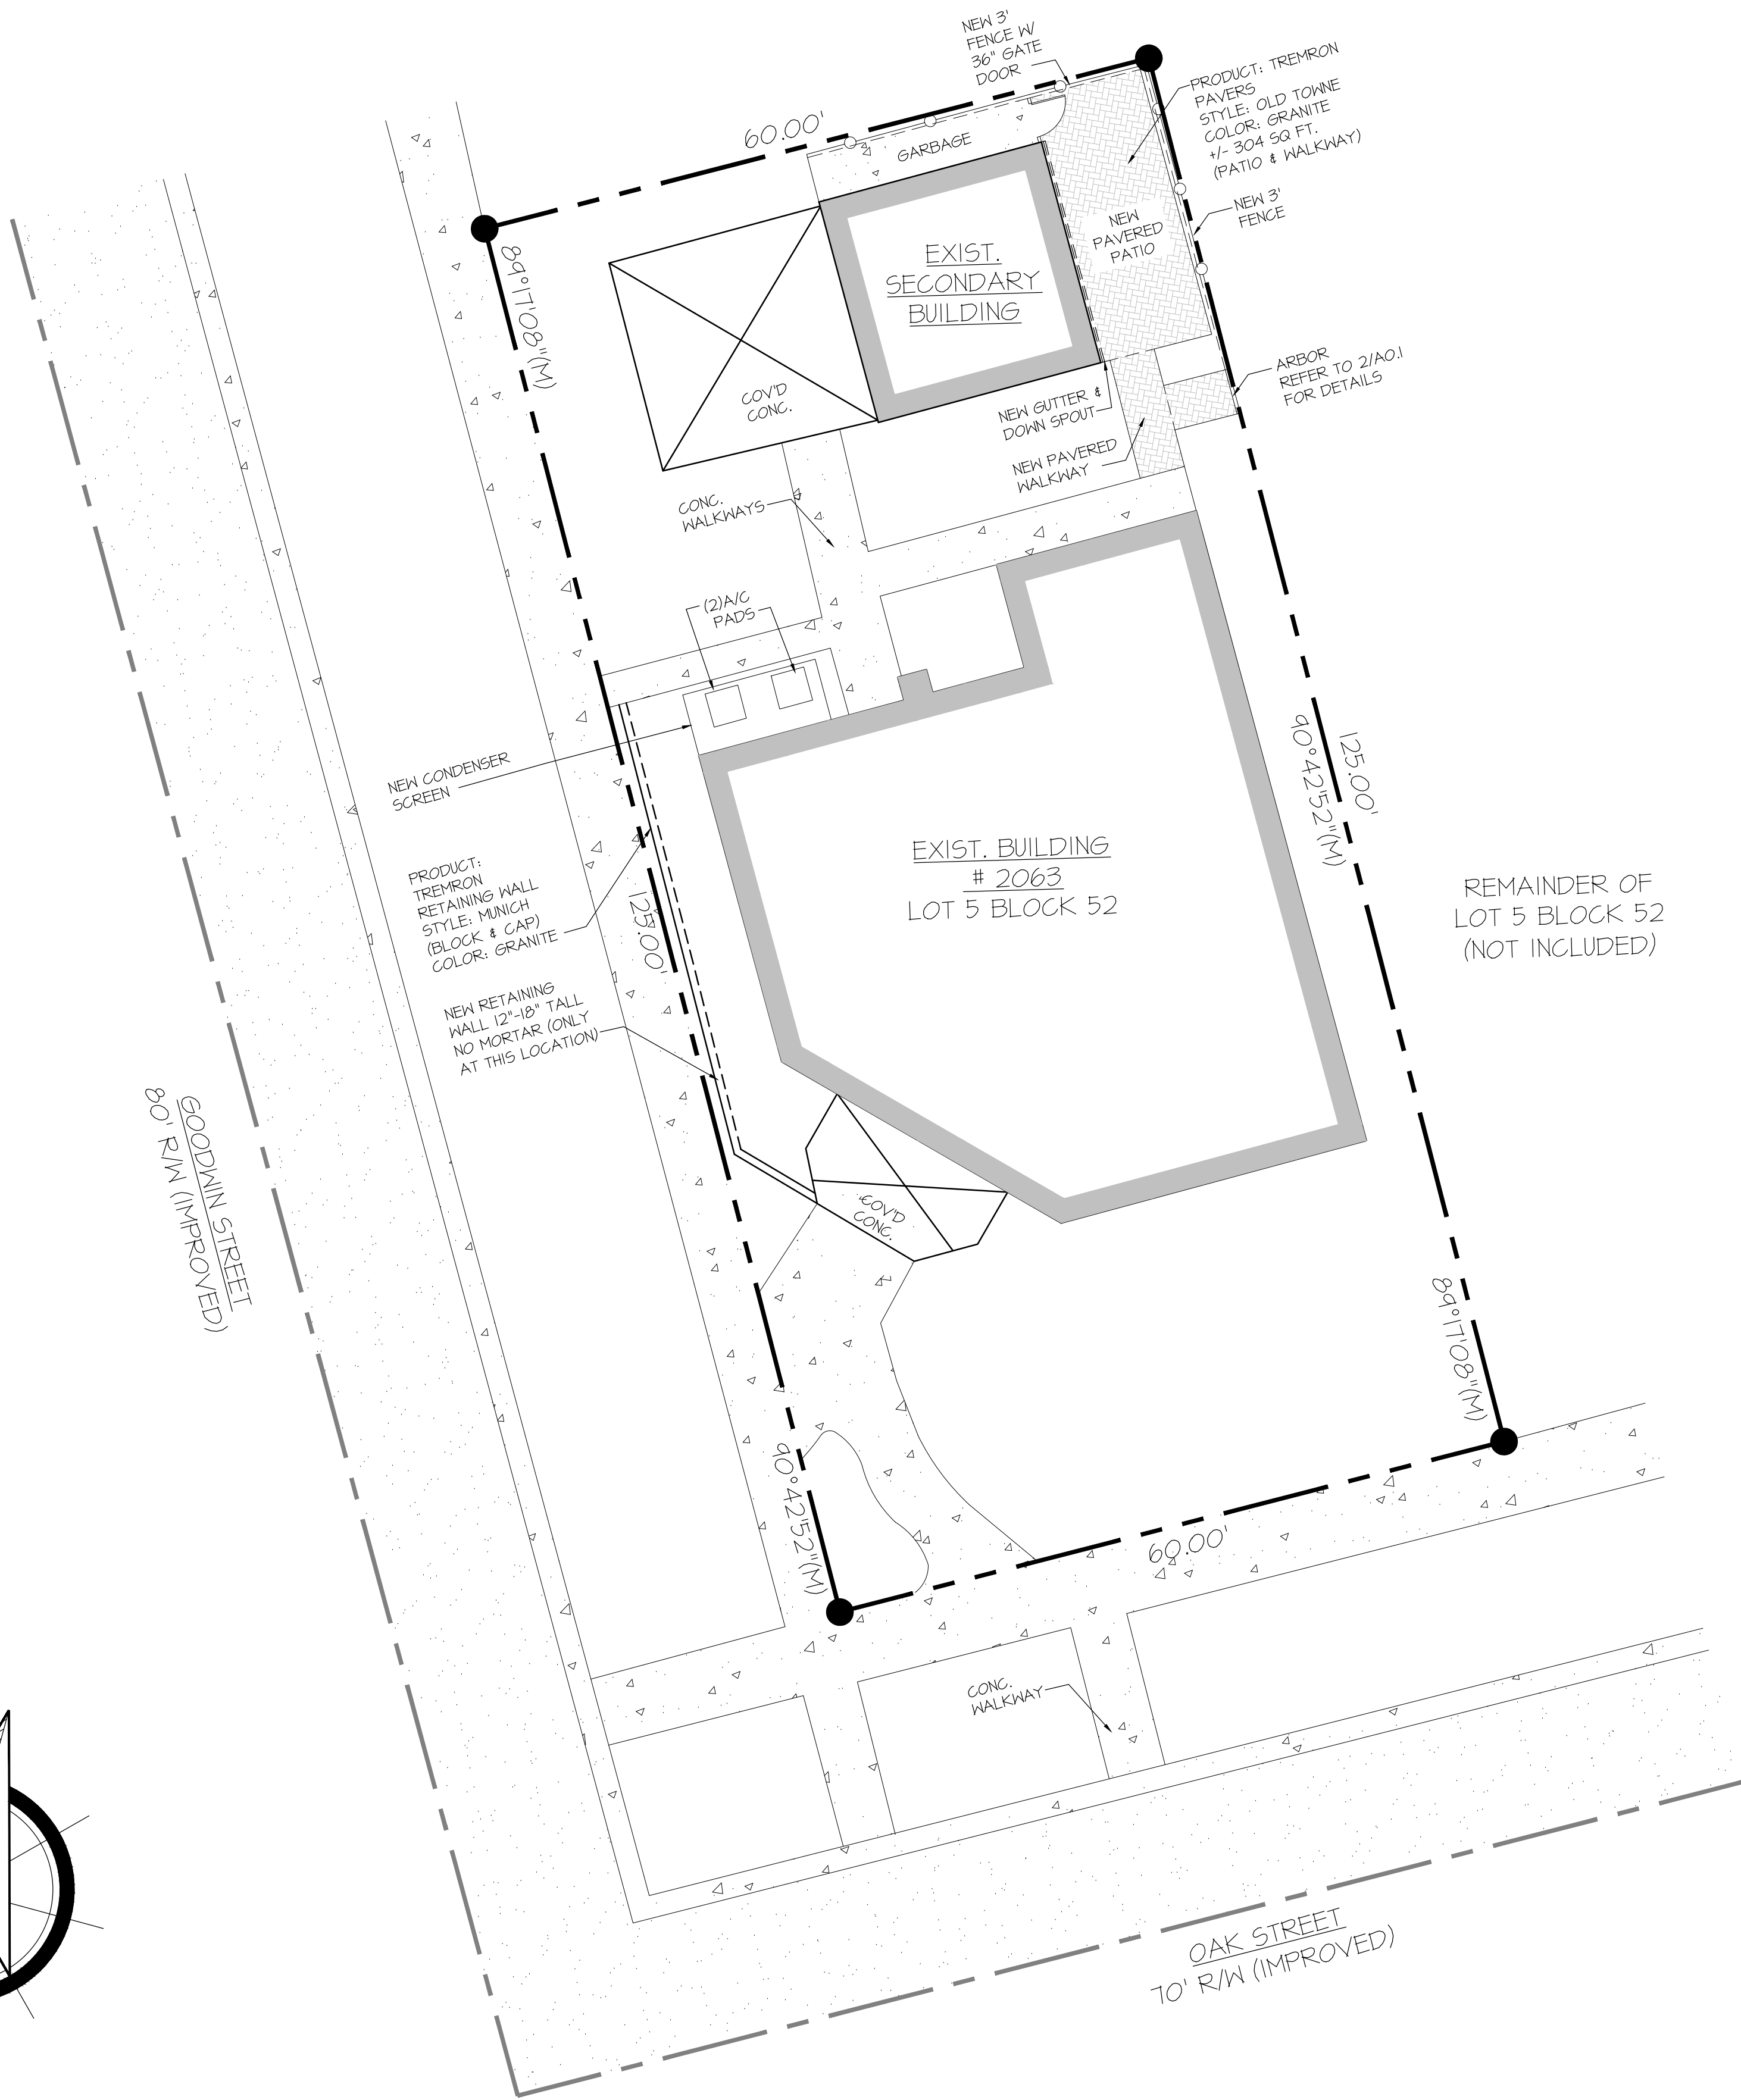 NEW 3'
FENCE W/
36" GATE
DOOR
PRODUCT: TREMRON
PAVERS
STYLE: OLD TOWNE
COLOR: GRANITE
+/- 304 SQ FT.
(PATIO & WALKWAY)
60.00'
GARBAGE
NEW 3'
FENCE
NEW
PAVERED
PATIO
EXIST.
SECONDARY
BUILDING
89°17'08"(M)
COV'D
CONC.
ARBOR
REFER TO 2/A0.1
FOR DETAILS
NEW GUTTER &
DOWN SPOUT
NEW PAVERED
WALKWAY
CONC.
WALKWAYS
(2)A/C
PADS
NEW CONDENSER
SCREEN
125.00'
90°42'52"(M)
EXIST. BUILDING
# 2063
LOT 5 BLOCK 52
REMAINDER OF
LOT 5 BLOCK 52
(NOT INCLUDED)
PRODUCT:
TREMRON
RETAINING WALL
STYLE: MUNICH
(BLOCK & CAP)
COLOR: GRANITE
125.00'
NEW RETAINING
WALL 12"-18" TALL
NO MORTAR (ONLY
AT THIS LOCATION)
GOODWIN STREET
80' R/W (IMPROVED)
COV'D
CONC.
89°17'08"(M)
90°42'52"(M)
60.00'
CONC.
WALKWAY
OAK STREET
70' R/W (IMPROVED)